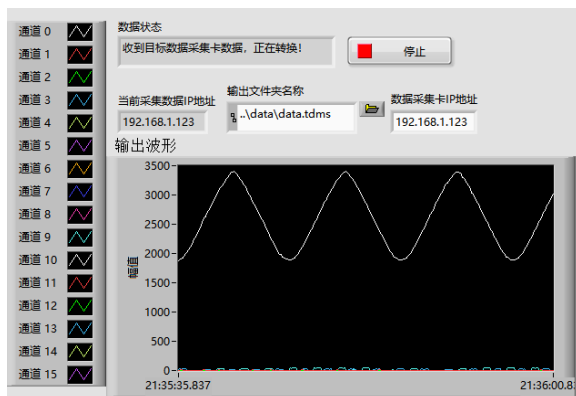 通道 0
通道 1
通道 2
通道 3
通道 4
通道 5
通道 6
通道 7
通道 8
通道 9
通道 10
通道 11
通道 12
通道 13
通道 14
通道 15
数据状态
收到目标数据采集卡数据，正在转换！
停止
当前采集数据IP地址
192.168.1.123
输出文件夹名称
..\data\data.tdms
数据采集卡IP地址
192.168.1.123
输出波形
幅值
3500
3000
2500
2000
1500
1000
500
0
21:35:35.837
21:36:00.8